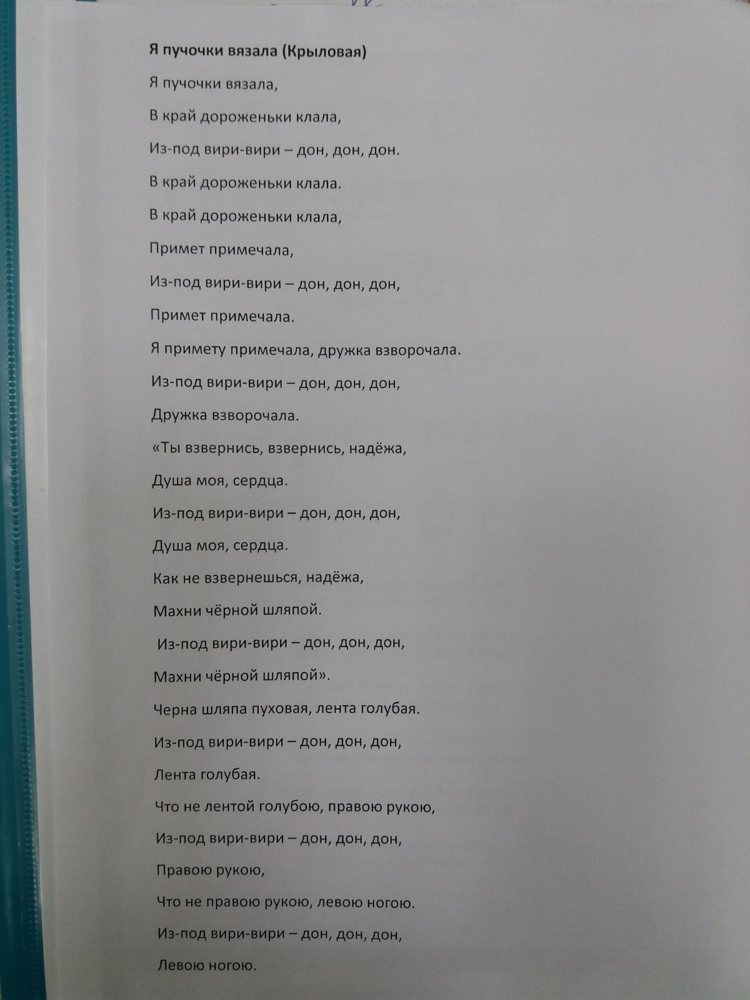 Я пучочки вязала (Крыловая)
Я пучочки вязала,
В край дороженьки клала,
Из-под вири-вири – дон, дон, дон.
В край дороженьки клала.
В край дороженьки клала,
Примет примечала,
Из-под вири-вири – дон, дон, дон,
Примет примечала.
Я примету примечала, дружка взворочала.
Из-под вири-вири – дон, дон, дон,
Дружка взворочала.
«Ты взвернись, взвернись, надёжа,
Душа моя, сердца.
Из-под вири-вири – дон, дон, дон,
Душа моя, сердца.
Как не взвернешься, надёжа,
Махни чёрной шляпой.
Из-под вири-вири – дон, дон, дон,
Махни чёрной шляпой».
Черна шляпа пуховая, лента голубая.
Из-под вири-вири – дон, дон, дон,
Лента голубая.
Что не лентой голубою, правою рукою,
Из-под вири-вири – дон, дон, дон,
Правою рукою,
Что не правою рукою, левою ногою.
Из-под вири-вири – дон, дон, дон,
Левою ногою.